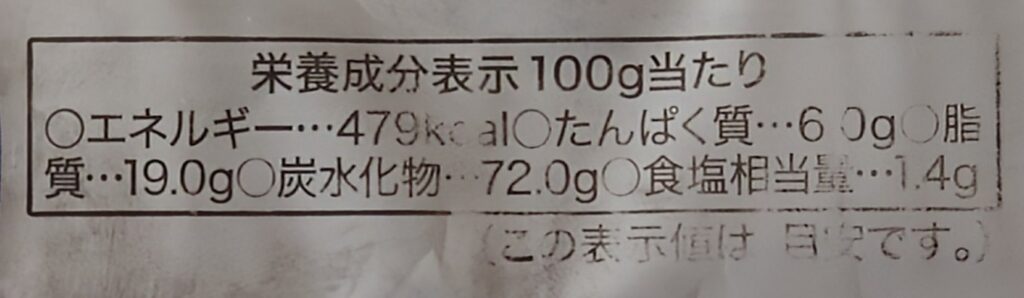 栄養成分表示100g当たり
○エネルギー…479kcal○たんぱく質…6.0g○脂
質…19.0g○炭水化物…72.0g○食塩相当量…1.4g
(この表示値は、目安です。)